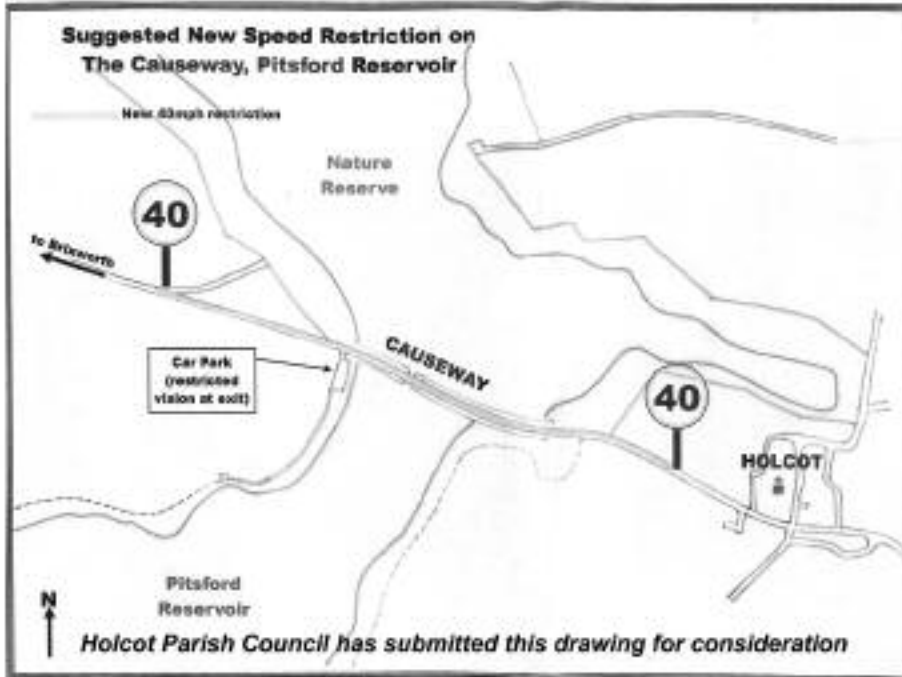 Suggested New Speed Restriction on
The Causeway, Pitsford Reservoir
New 40mph restriction
Nature
Reserve
40
to Brixworth
CAUSEWAY
Car Park
(restricted
vision at exit)
40
HOLCOT
Pitsford
Reservoir
N
Holcot Parish Council has submitted this drawing for consideration